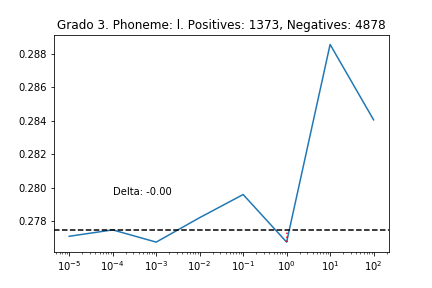 Grado 3. Phoneme: l. Positives: 1373, Negatives: 4878
0.288
0.286
0.284
0.282
0.280
0.278
Delta: -0.00
10⁻⁵ 10⁻⁴ 10⁻³ 10⁻² 10⁻¹ 10⁰ 10¹ 10²